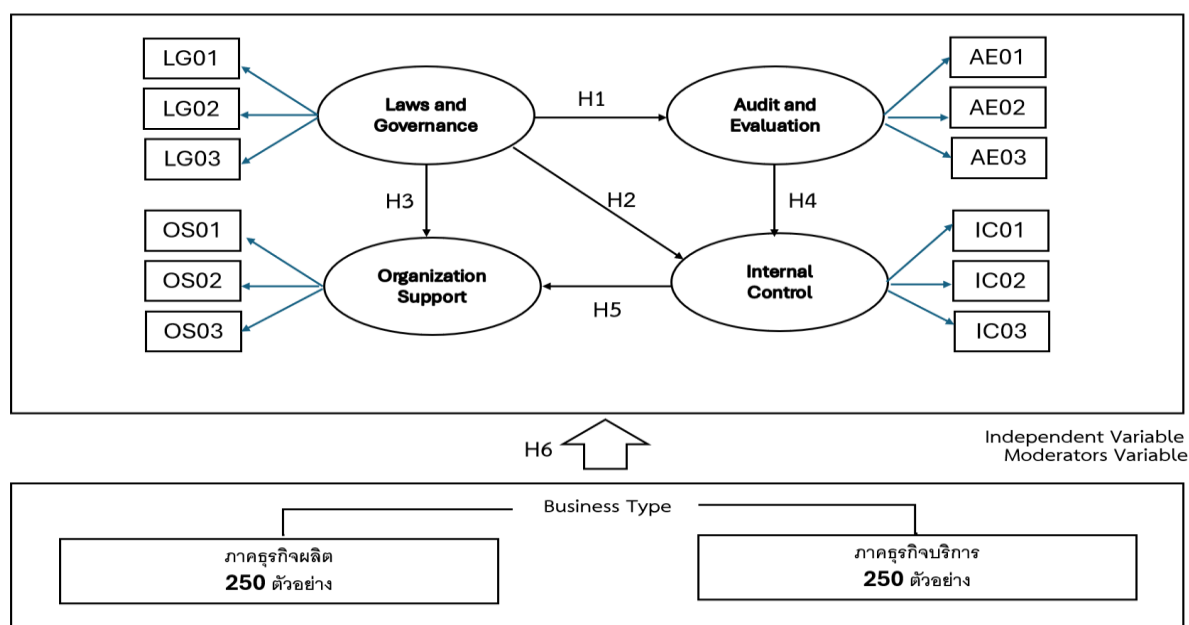 LG01
LG02
LG03
Laws and
Governance
H1
Audit and
Evaluation
AE01
AE02
AE03
H3
H2
H4
OS01
OS02
OS03
Organization
Support
H5
Internal
Control
IC01
IC02
IC03
H6
Independent Variable
Moderators Variable
Business Type
ภาคธุรกิจผลิต
250 ตัวอย่าง
ภาคธุรกิจบริการ
250 ตัวอย่าง